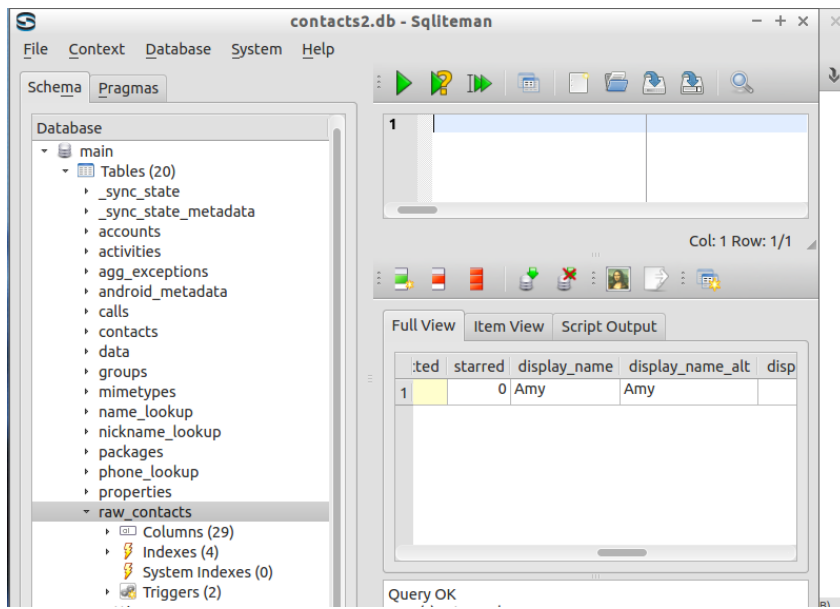 contacts2.db - Sqliteman
File Context Database System Help
Schema Pragmas
Database
main
Tables (20)
_sync_state
_sync_state_metadata
accounts
activities
agg_exceptions
android_metadata
calls
contacts
data
groups
mimetypes
name_lookup
nickname_lookup
packages
phone_lookup
properties
raw_contacts
Columns (29)
Indexes (4)
System Indexes (0)
Triggers (2)
1
Col: 1 Row: 1/1
Full View Item View Script Output
:ted starred display_name display_name_alt disp
1 0 Amy Amy
Query OK